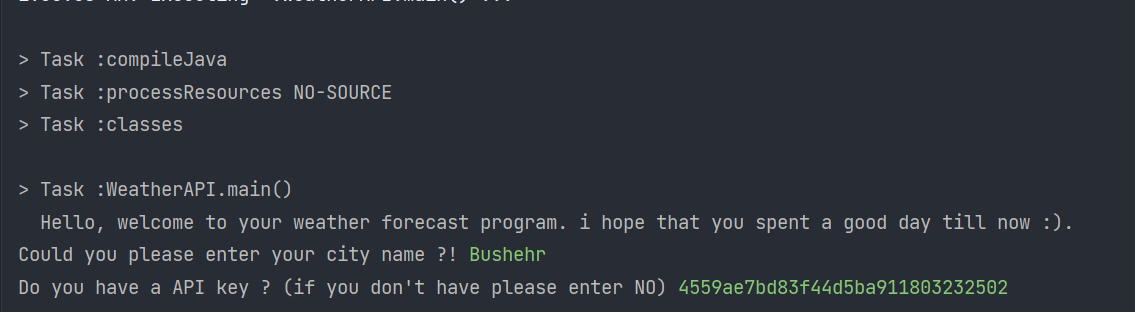 > Task :compileJava
> Task :processResources NO-SOURCE
> Task :classes
> Task :WeatherAPI.main()
Hello, welcome to your weather forecast program. i hope that you spent a good day till now :).
Could you please enter your city name ?! Bushehr
Do you have a API key ? (if you don't have please enter NO) 4559ae7bd83f44d5ba911803232502